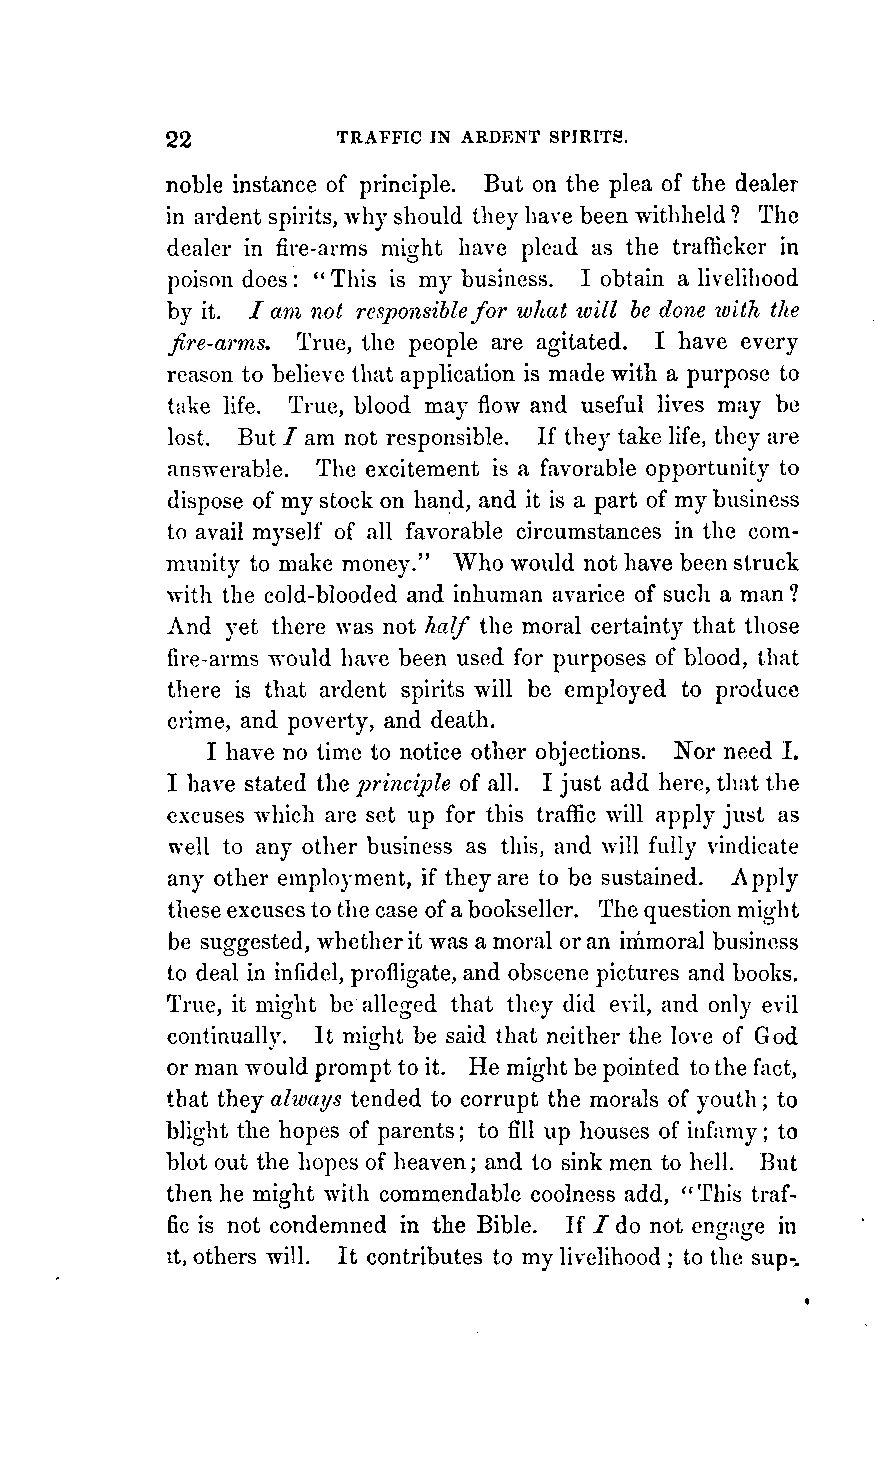 22 TRAFFIC IN ARDENT SPIRITS.
noble instance of principle. But on the plea of the dealer
in ardent spirits, why should they have been withheld? The
dealer in fire-arms might have plead as the trafficker in
poison does: "This is my business. I obtain a livelihood
by it. I am not responsible for what will be done with the
fire-arms. True, the people are agitated. I have every
reason to believe that application is made with a purpose to
take life. True, blood may flow and useful lives may be
lost. But I am not responsible. If they take life, they are
answerable. The excitement is a favorable opportunity to
dispose of my stock on hand, and it is a part of my business
to avail myself of all favorable circumstances in the com-
munity to make money." Who would not have been struck
with the cold-blooded and inhuman avarice of such a man?
And yet there was not half the moral certainty that those
fire-arms would have been used for purposes of blood, that
there is that ardent spirits will be employed to produce
crime, and poverty, and death.
I have no time to notice other objections. Nor need I.
I have stated the principle of all. I just add here, that the
excuses which are set up for this traffic will apply just as
well to any other business as this, and will fully vindicate
any other employment, if they are to be sustained. Apply
these excuses to the case of a bookseller. The question might
be suggested, whether it was a moral or an immoral business
to deal in infidel, profligate, and obscene pictures and books.
True, it might be alleged that they did evil, and only evil
continually. It might be said that neither the love of God
or man would prompt to it. He might be pointed to the fact,
that they always tended to corrupt the morals of youth; to
blight the hopes of parents; to fill up houses of infamy; to
blot out the hopes of heaven; and to sink men to hell. But
then he might with commendable coolness add, "This traf-
fic is not condemned in the Bible. If I do not engage in
it, others will. It contributes to my livelihood; to the sup-